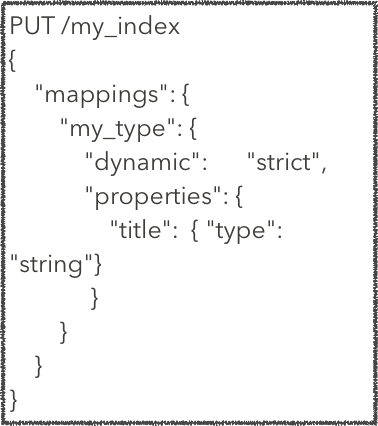 PUT /my_index
{
"mappings": {
"my_type": {
"dynamic": "strict",
"properties": {
"title": { "type":
"string"}
}
}
}
}